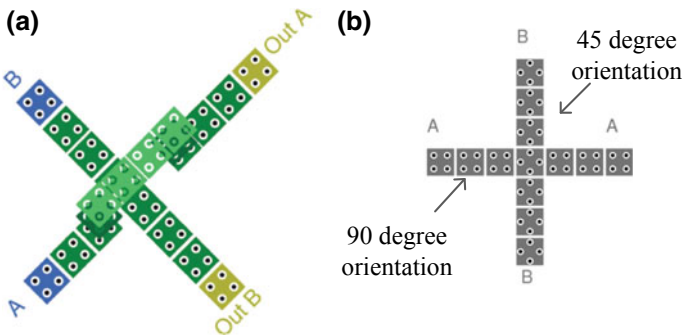 (a)
B
Out A
A
Out B
(b)
B
45 degree
orientation
A
A
90 degree
orientation
B